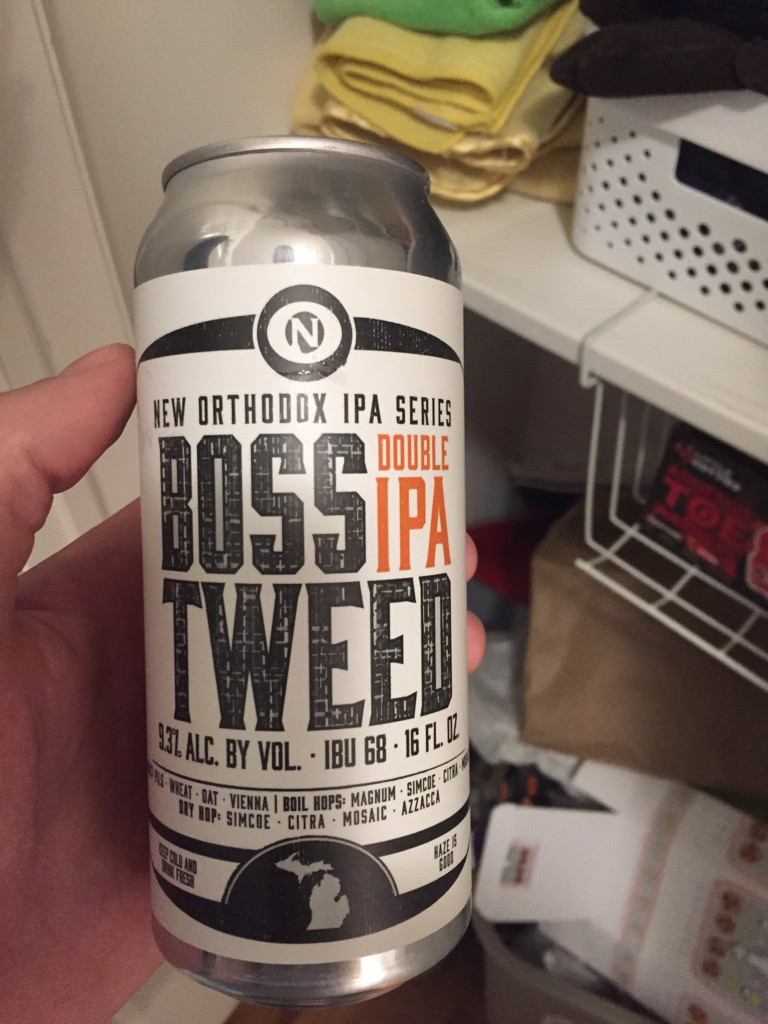 N
NEW ORTHODOX IPA SERIES
BOSS DOUBLE IPA
TWEED
9.3% ALC. BY VOL. · IBU 68 · 16 FL. OZ.
PILS · WHEAT · OAT · VIENNA | BOIL HOPS: MAGNUM · SIMCOE · CITRA ·
DRY HOP: SIMCOE · CITRA · MOSAIC · AZZACCA
KEEP COLD AND
DRINK FRESH
HAZE IS
GOOD
TOE